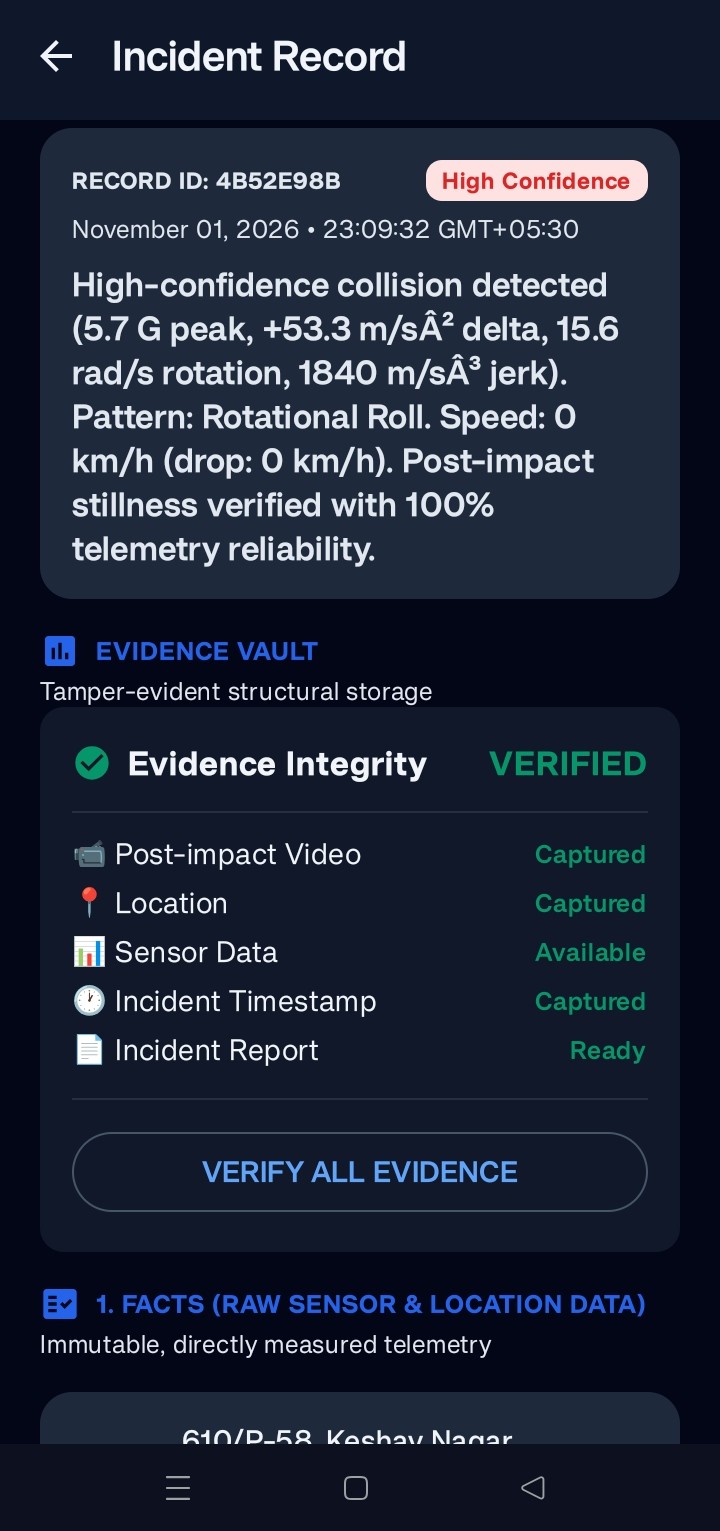 Incident Record
RECORD ID: 4B52E98B
High Confidence
November 01, 2026 • 23:09:32 GMT+05:30
High-confidence collision detected
(5.7 G peak, +53.3 m/sÂ² delta, 15.6
rad/s rotation, 1840 m/sÂ³ jerk).
Pattern: Rotational Roll. Speed: 0
km/h (drop: 0 km/h). Post-impact
stillness verified with 100%
telemetry reliability.
EVIDENCE VAULT
Tamper-evident structural storage
Evidence Integrity VERIFIED
Post-impact Video Captured
Location Captured
Sensor Data Available
Incident Timestamp Captured
Incident Report Ready
VERIFY ALL EVIDENCE
1. FACTS (RAW SENSOR & LOCATION DATA)
Immutable, directly measured telemetry
610/P-58, Keshav Nagar,